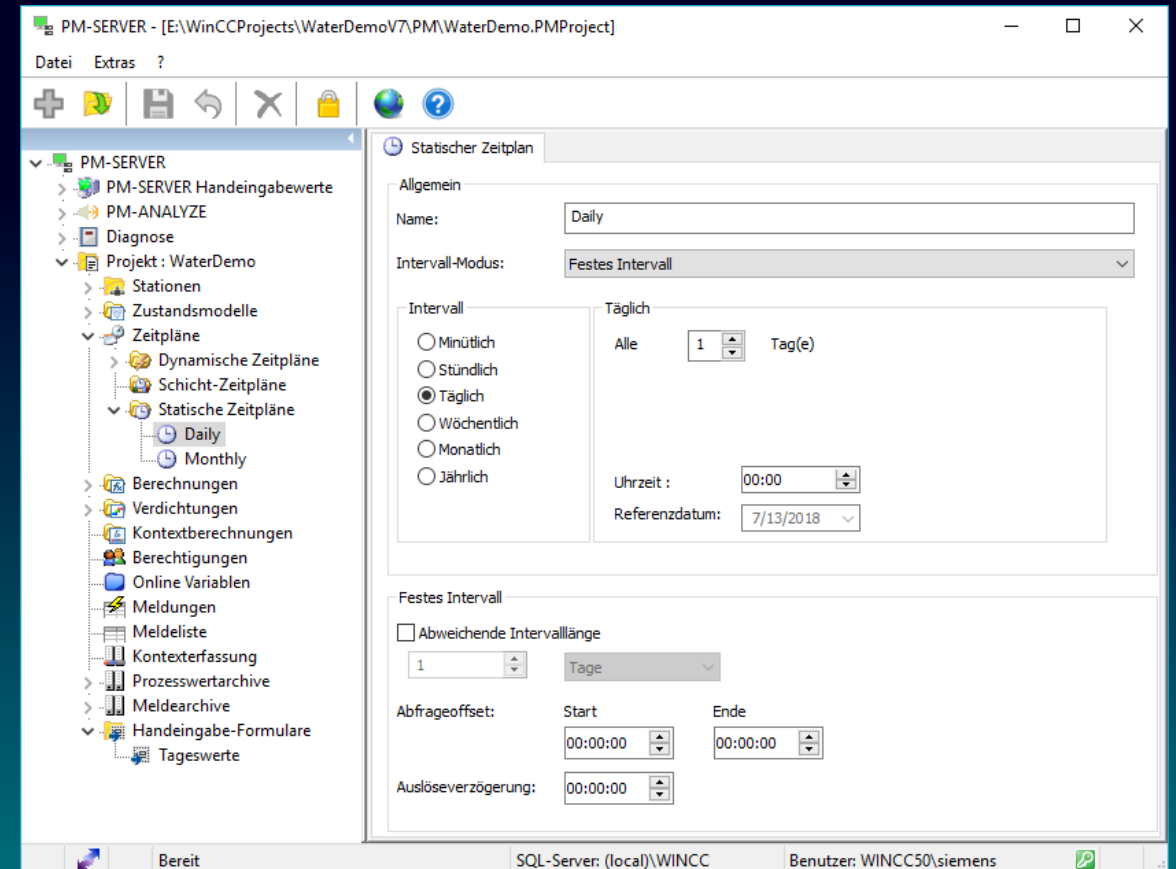 PM-SERVER - [E:\WinCCProjects\WaterDemoV7\PM\WaterDemo.PMProject]
Datei Extras ?
PM-SERVER
PM-SERVER Handeingabewerte
PM-ANALYZE
Diagnose
Projekt : WaterDemo
Stationen
Zustandsmodelle
Zeitpläne
Dynamische Zeitpläne
Schicht-Zeitpläne
Statische Zeitpläne
Daily
Monthly
Berechnungen
Verdichtungen
Kontextberechnungen
Berechtigungen
Online Variablen
Meldungen
Meldeliste
Kontexterfassung
Prozesswertarchive
Meldearchive
Handeingabe-Formulare
Tageswerte
Statischer Zeitplan
Allgemein
Name: Daily
Intervall-Modus: Festes Intervall
Intervall
Minütlich
Stündlich
Täglich
Wöchentlich
Monatlich
Jährlich
Täglich
Alle 1 Tag(e)
Uhrzeit : 00:00
Referenzdatum: 7/13/2018
Festes Intervall
Abweichende Intervalllänge
1 Tage
Abfrageoffset: Start Ende
00:00:00 00:00:00
Auslöseverzögerung: 00:00:00
Bereit SQL-Server: (local)\WINCC Benutzer: WINCC50\siemens